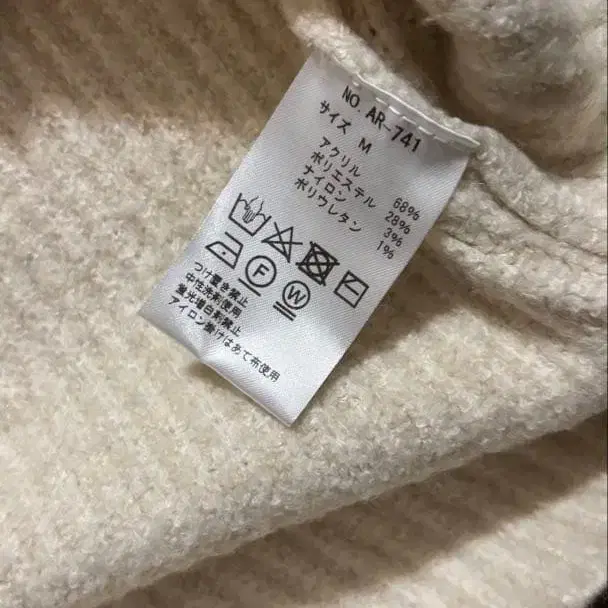 NO. AR-741
サイズ M
アクリル 68%
ポリエステル 28%
ナイロン 3%
ポリウレタン 1%
F W
つけ置き禁止
中性洗剤使用
蛍光増白剤禁止
アイロン掛けはあて布使用